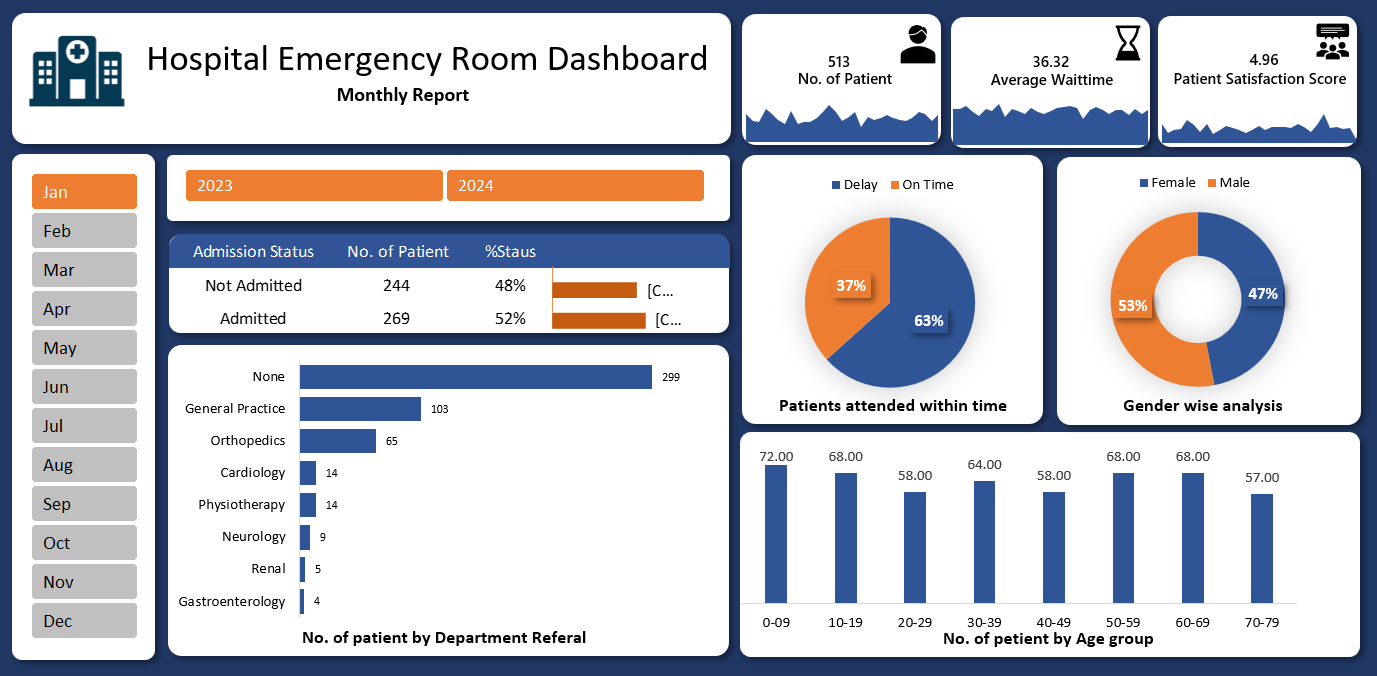 Hospital Emergency Room Dashboard
Monthly Report
513
No. of Patient
36.32
Average Waittime
4.96
Patient Satisfaction Score
Jan
Feb
Mar
Apr
May
Jun
Jul
Aug
Sep
Oct
Nov
Dec
2023 2024
Admission Status No. of Patient %Staus
Not Admitted 244 48% [C...
Admitted 269 52% [C...
None 299
General Practice 103
Orthopedics 65
Cardiology 14
Physiotherapy 14
Neurology 9
Renal 5
Gastroenterology 4
No. of patient by Department Referal
Delay On Time
37%
63%
Patients attended within time
Female Male
47%
53%
Gender wise analysis
72.00 68.00 58.00 64.00 58.00 68.00 68.00 57.00
0-09 10-19 20-29 30-39 40-49 50-59 60-69 70-79
No. of petient by Age group